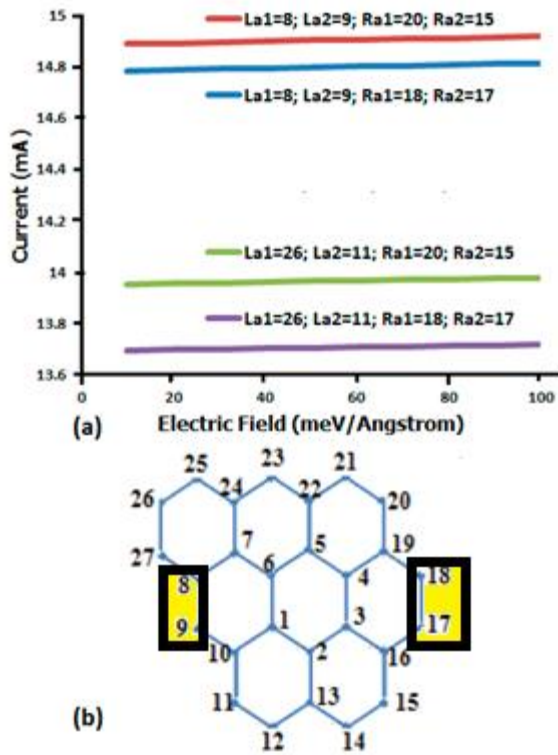 15
La1=8; La2=9; Ra1=20; Ra2=15
14.8
La1=8; La2=9; Ra1=18; Ra2=17
14.6
14.4
14.2
La1=26; La2=11; Ra1=20; Ra2=15
14
La1=26; La2=11; Ra1=18; Ra2=17
13.8
13.6
Current (mA)
0 20 40 60 80 100
(a) Electric Field (meV/Angstrom)
23 21
25
26 24 22 20
7 5 19
27
8 6 4 18
9 1 3 17
10 2 16
11 13 15
12 14
(b)